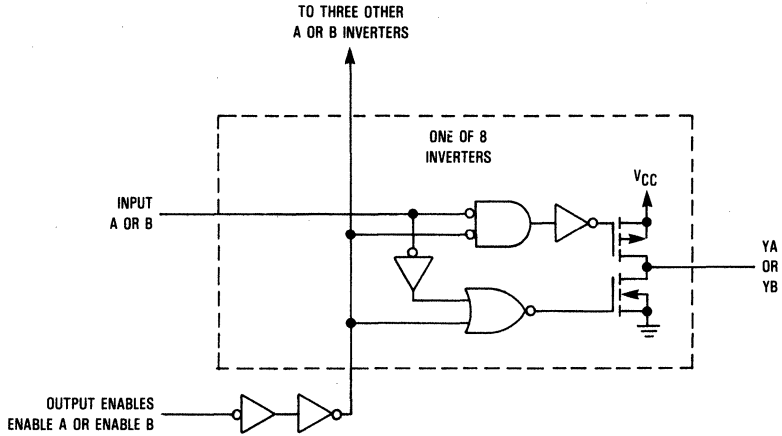 TO THREE OTHER
A OR B INVERTERS
ONE OF 8
INVERTERS
VCC
INPUT
A OR B
YA
OR
YB
OUTPUT ENABLES
ENABLE A OR ENABLE B